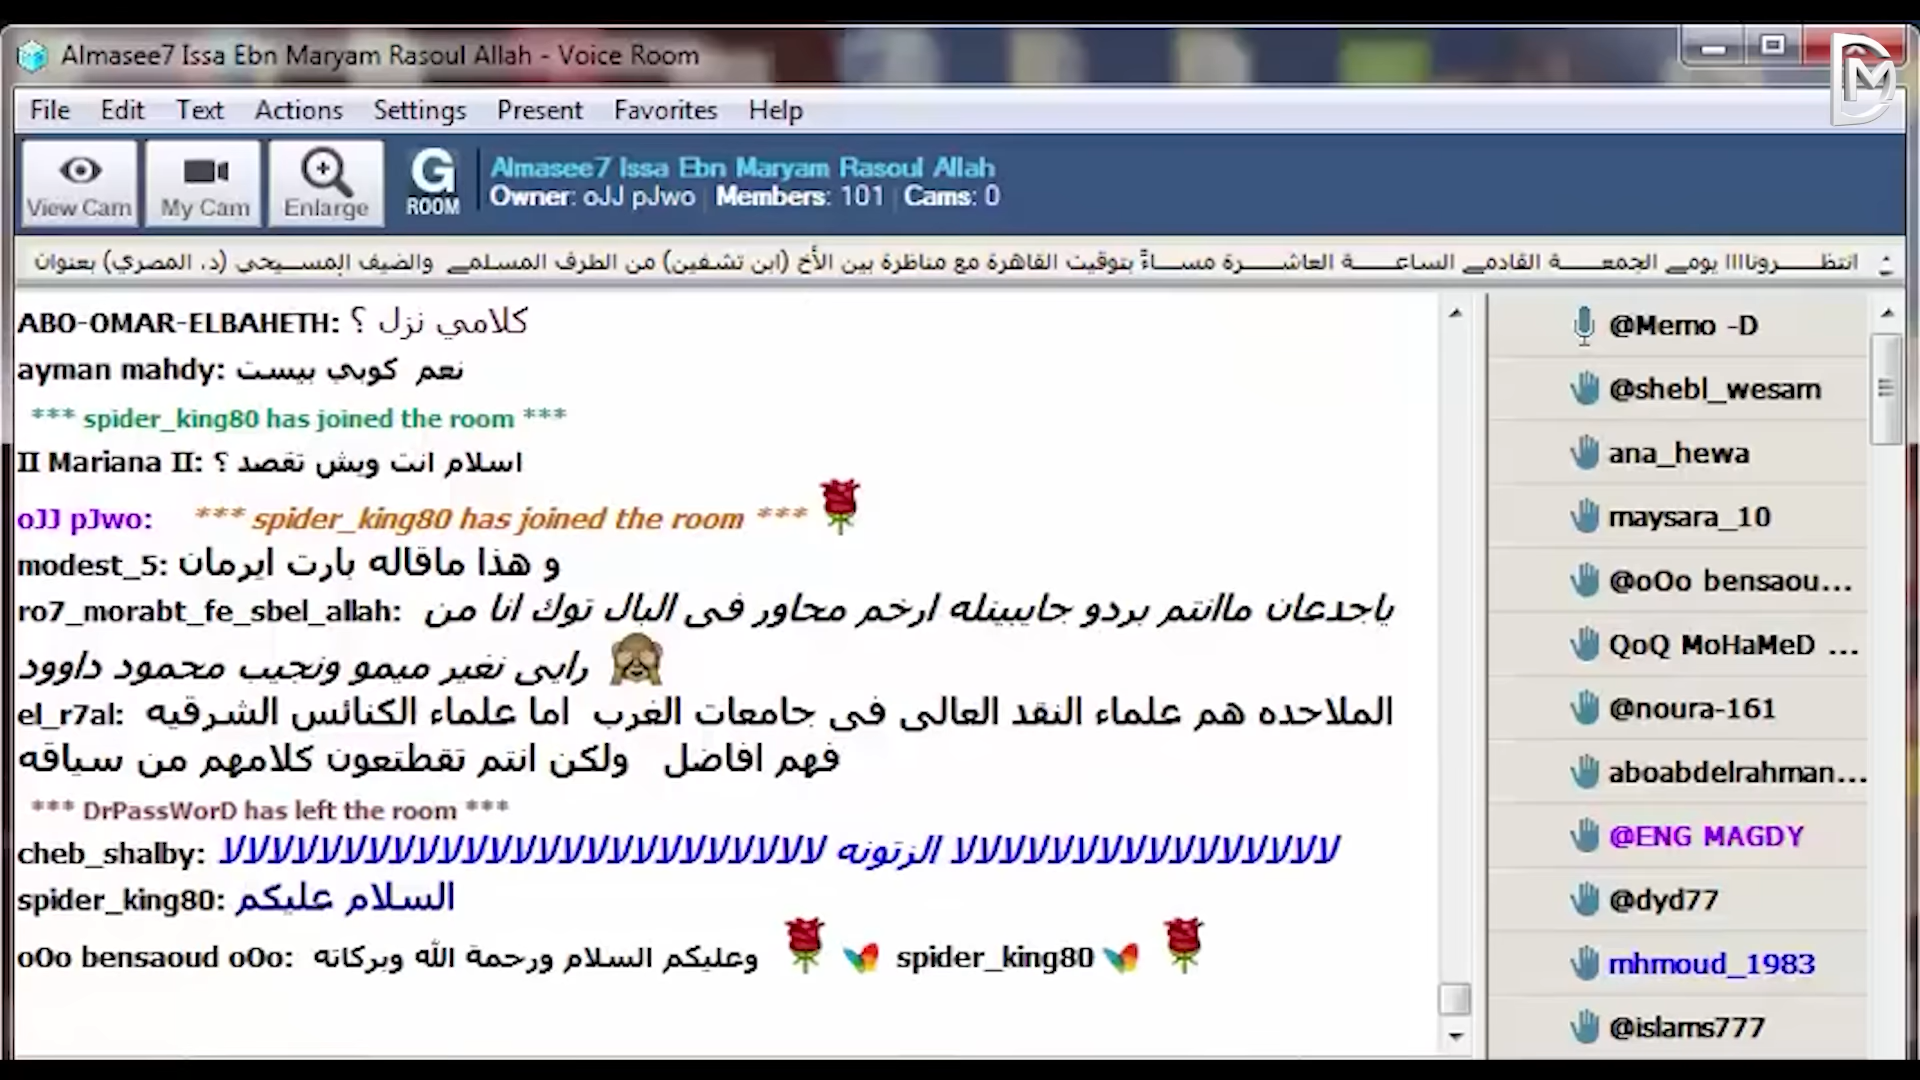 Almasee7 Issa Ebn Maryam Rasoul Allah - Voice Room
File Edit Text Actions Settings Present Favorites Help
View Cam
My Cam
Enlarge
G ROOM
Almasee7 Issa Ebn Maryam Rasoul Allah
Owner: oJJ pJwo | Members: 101 | Cams: 0
انتظـــــرونااااا يومـــ الجمعــــة القادمـــ الساعــــة العاشــــرة مســـاءً بتوقيت القاهرة مع مناظرة بين الأخ (ابن تشفين) من الطرف المسلمـــ والضيف المســـيحى (د. المصري) بعنوان
ABO-OMAR-ELBAHETH: كلامي نزل ؟
ayman mahdy: نعم كوبي بيست
*** spider_king80 has joined the room ***
II Mariana II: اسلام انت ويش تقصد ؟
oJJ pJwo: *** spider_king80 has joined the room ***
modest_5: و هذا ماقاله بارت ايرمان
ro7_morabt_fe_sbel_allah: ياجدعان ماانتم بردو جايبينله ارخم محاور فى البال توك انا من
رايى نغير ميمو ونجيب محمود داوود
el_r7al: الملاحده هم علماء النقد العالى فى جامعات الغرب اما علماء الكنائس الشرقيه
فهم افاضل ولكن انتم تقطتعون كلامهم من سياقه
*** DrPassWorD has left the room ***
cheb_shalby: لالالالالالالالالالالالالالالالالا الزتونه لالالالالالالالالالالالالالالالالالالالالالالالالا
spider_king80: السلام عليكم
oOo bensaoud oOo: وعليكم السلام ورحمة الله وبركاته spider_king80
@Memo -D
@shebl_wesam
ana_hewa
maysara_10
@oOo bensaou...
QoQ MoHaMeD ...
@noura-161
aboabdelrahman...
@ENG MAGDY
@dyd77
mhmoud_1983
@islams777